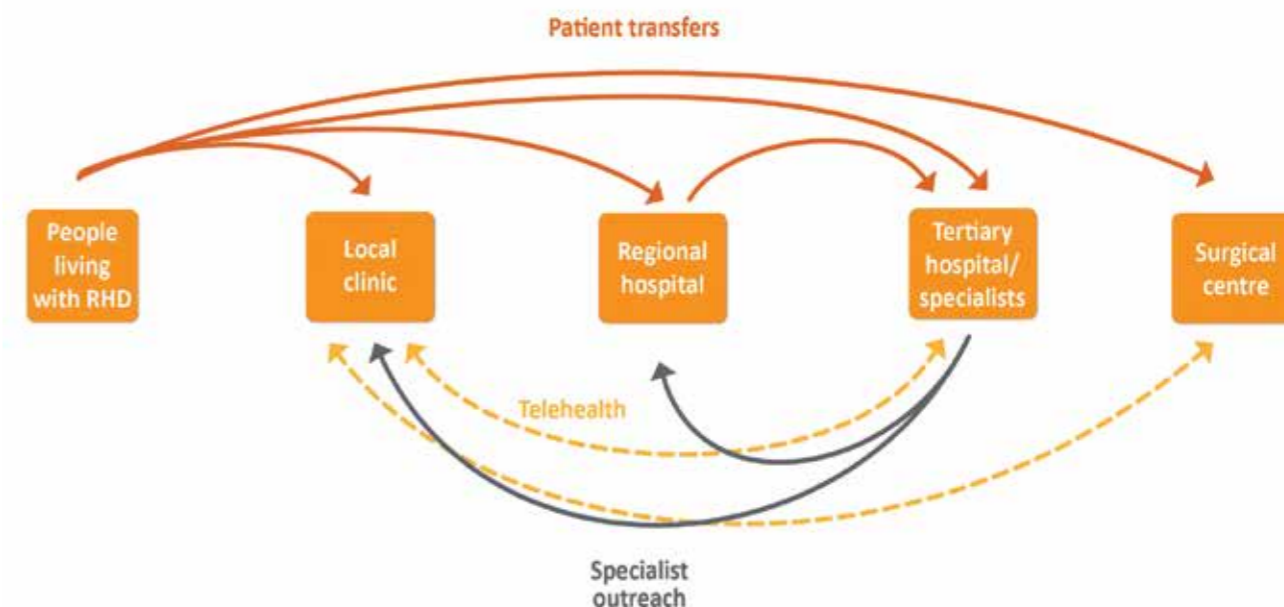 Patient transfers
People
living
with RHD
Local
clinic
Regional
hospital
Tertiary
hospital/
specialists
Surgical
centre
Telehealth
Specialist
outreach